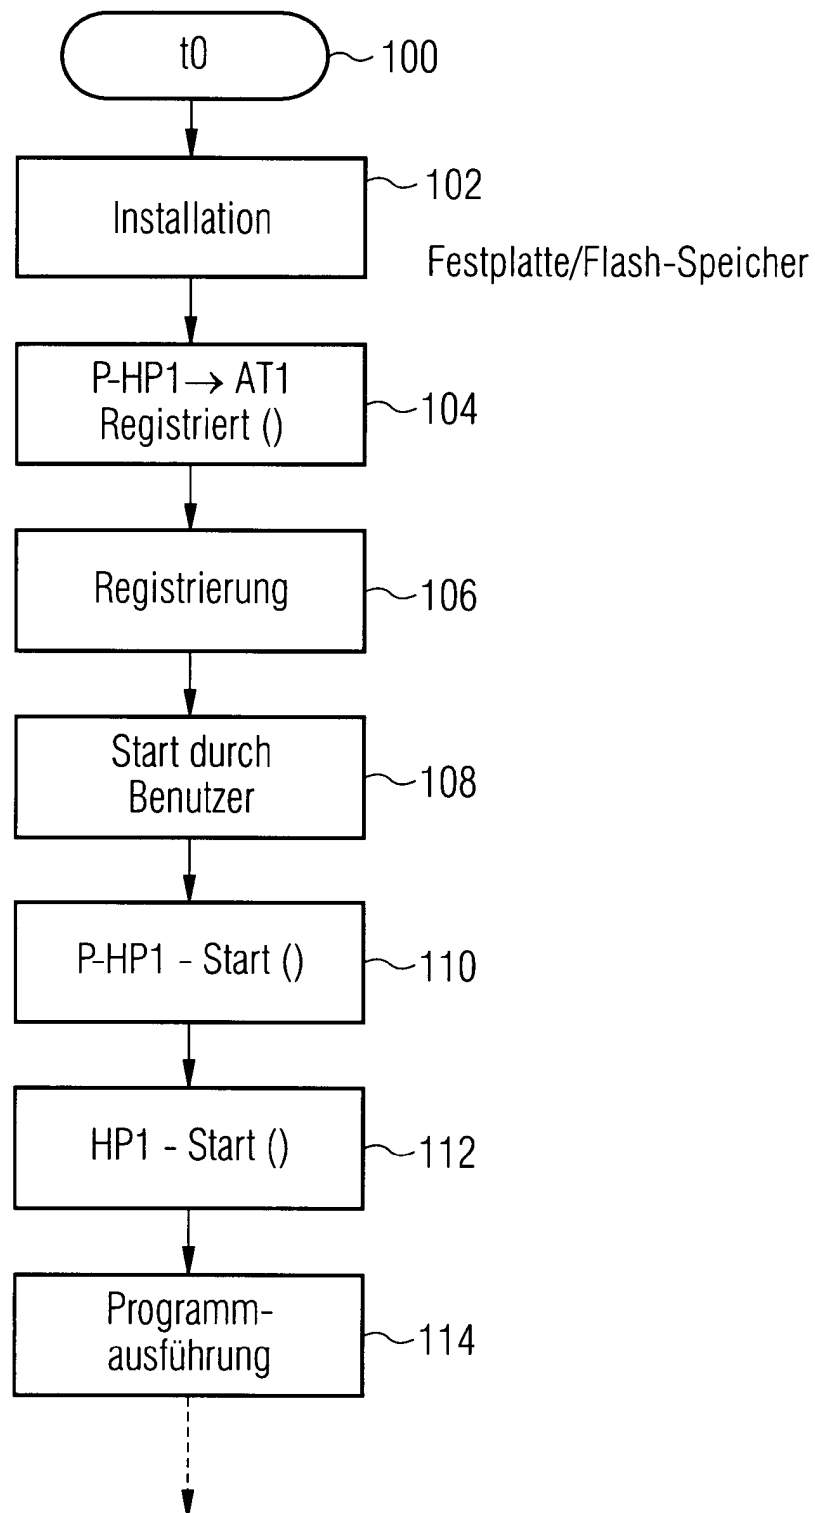 t0
100
Installation
102
Festplatte/Flash-Speicher
P-HP1 → AT1
Registriert ()
104
Registrierung
106
Start durch
Benutzer
108
P-HP1 - Start ()
110
HP1 - Start ()
112
Programm-
ausführung
114